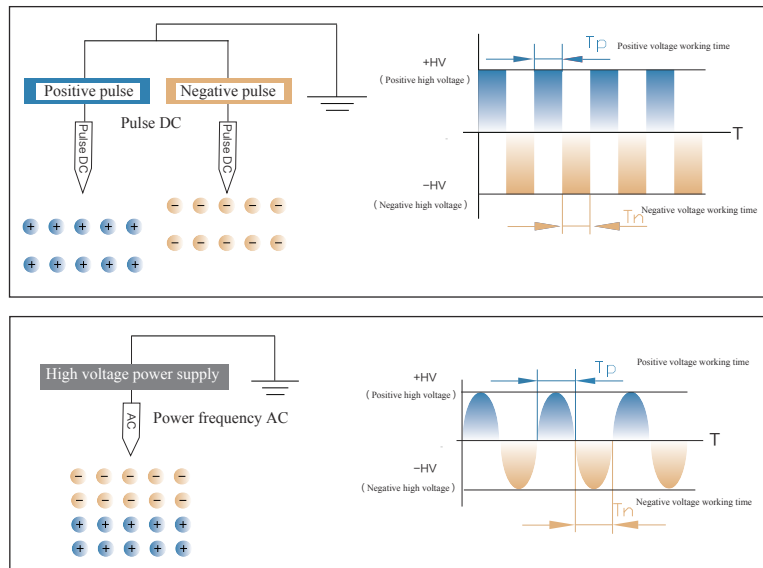 Positive pulse
Negative pulse
Pulse DC
Pulse DC
Pulse DC
+ + + + +
+ + + + +
− − − − −
− − − − −
+HV
( Positive high voltage )
Tp
Positive voltage working time
T
−HV
( Negative high voltage )
Tn
Negative voltage working time
High voltage power supply
AC
Power frequency AC
− − − − −
− − − − −
+ + + + +
+ + + + +
+HV
( Positive high voltage )
Tp
Positive voltage working time
T
−HV
( Negative high voltage )
Tn
Negative voltage working time